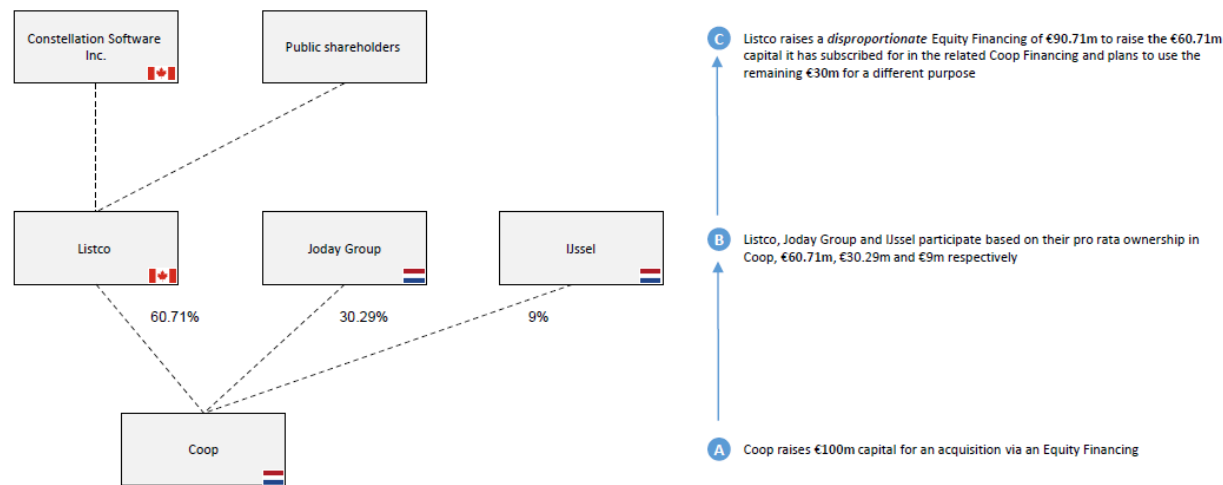 Constellation Software
Inc.
Public shareholders
C
Listco raises a disproportionate Equity Financing of €90.71m to raise the €60.71m
capital it has subscribed for in the related Coop Financing and plans to use the
remaining €30m for a different purpose
Listco
Joday Group
IJssel
B
Listco, Joday Group and IJssel participate based on their pro rata ownership in
Coop, €60.71m, €30.29m and €9m respectively
60.71%
30.29%
9%
Coop
A
Coop raises €100m capital for an acquisition via an Equity Financing